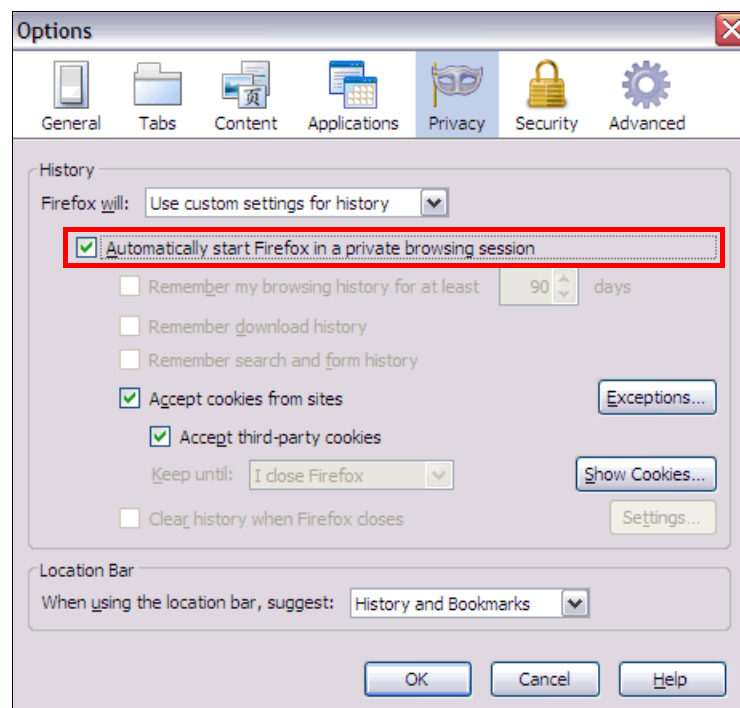 Options
General Tabs Content Applications Privacy Security Advanced
页
History
Firefox will: Use custom settings for history
Automatically start Firefox in a private browsing session
Remember my browsing history for at least 90 days
Remember download history
Remember search and form history
Accept cookies from sites Exceptions...
Accept third-party cookies
Keep until: I close Firefox Show Cookies...
Clear history when Firefox closes Settings...
Location Bar
When using the location bar, suggest: History and Bookmarks
OK Cancel Help